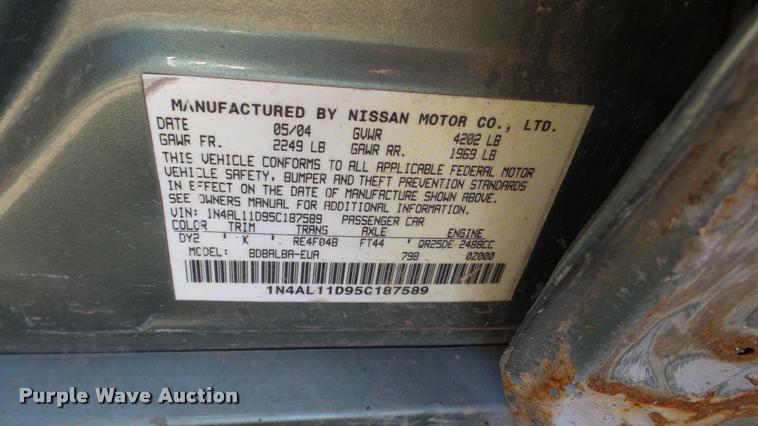 MANUFACTURED BY NISSAN MOTOR CO., LTD.
DATE 05/04 GVWR 4202 LB
GAWR FR. 2249 LB GAWR RR. 1969 LB
THIS VEHICLE CONFORMS TO ALL APPLICABLE FEDERAL MOTOR
VEHICLE SAFETY, BUMPER AND THEFT PREVENTION STANDARDS
IN EFFECT ON THE DATE OF MANUFACTURE SHOWN ABOVE.
SEE OWNERS MANUAL FOR ADDITIONAL INFORMATION.
VIN: 1N4AL11D95C187589 PASSENGER CAR
COLOR TRIM TRANS AXLE ENGINE
DY2 ' K ' RE4F04B FT44 QR25DE 2488CC
MODEL: BDBALBA-EUA 798 0Z000
1N4AL11D95C187589
Purple Wave Auction